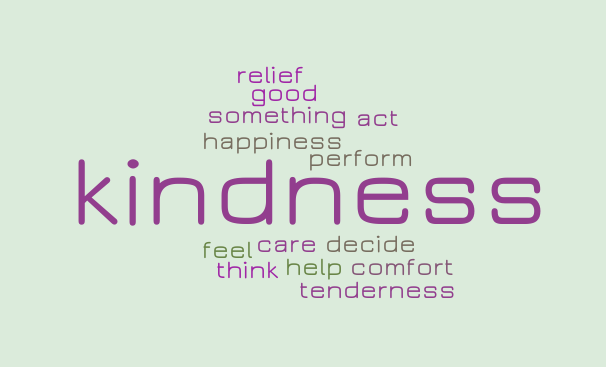 relief
good
something act
happiness
perform
kindness
feel care decide
think help comfort
tenderness